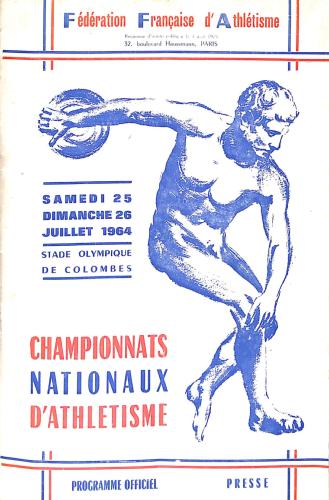 Fédération Française d'Athlétisme
32, boulevard Haussmann, PARIS
SAMEDI 25
DIMANCHE 26
JUILLET 1964
STADE OLYMPIQUE
DE COLOMBES
CHAMPIONNATS
NATIONAUX
D'ATHLETISME
PROGRAMME OFFICIEL PRESSE